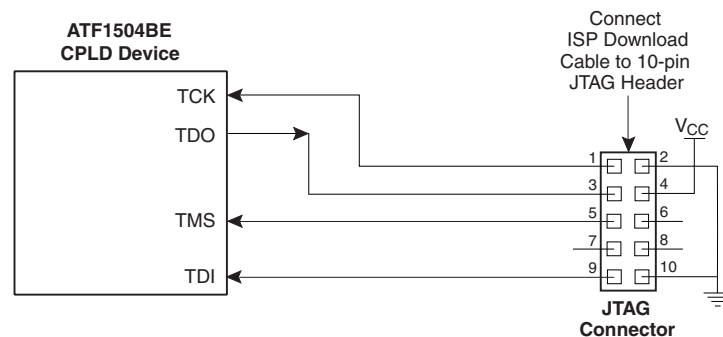 ATF1504BE
CPLD Device
TCK
TDO
TMS
TDI
Connect
ISP Download
Cable to 10-pin
JTAG Header
VCC
1
2
3
4
5
6
7
8
9
10
JTAG
Connector